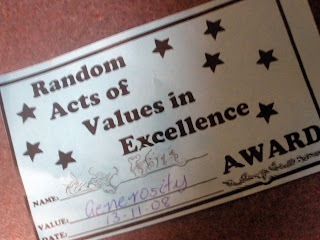 Random
Acts of
Values in
Excellence
AWARD
NAME:
VALUE: Generosity
DATE: 13-11-08